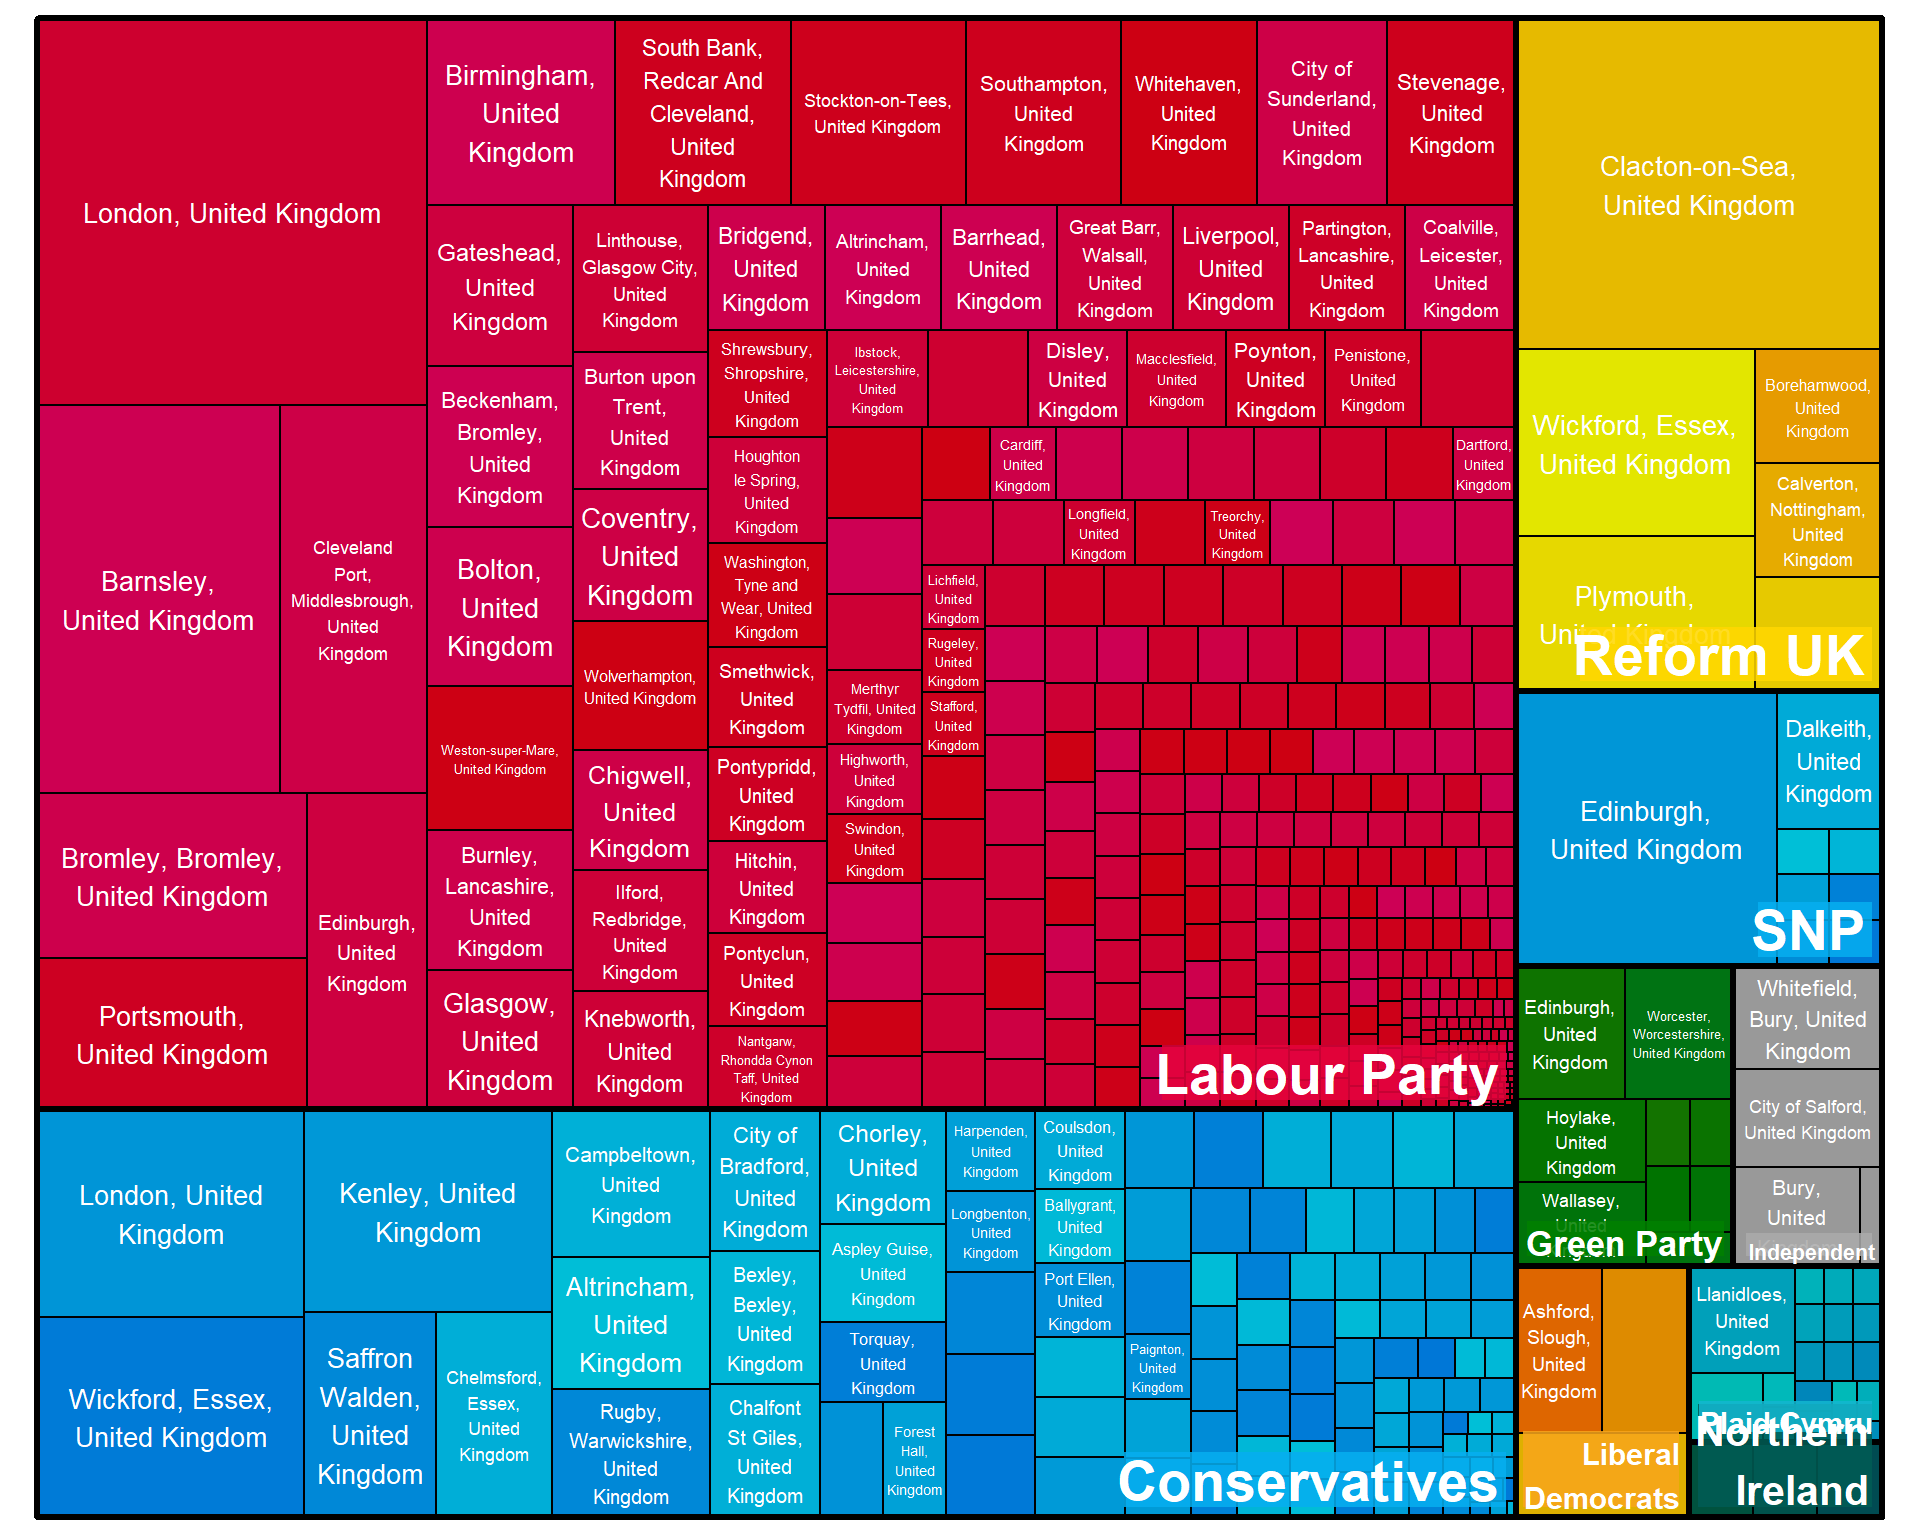 London, United Kingdom
Barnsley,
United Kingdom
Cleveland
Port,
Middlesbrough,
United
Kingdom
Bromley, Bromley,
United Kingdom
Portsmouth,
United Kingdom
Edinburgh,
United
Kingdom
Birmingham,
United
Kingdom
South Bank,
Redcar And
Cleveland,
United
Kingdom
Stockton-on-Tees,
United Kingdom
Southampton,
United
Kingdom
Whitehaven,
United
Kingdom
City of
Sunderland,
United
Kingdom
Stevenage,
United
Kingdom
Gateshead,
United
Kingdom
Beckenham,
Bromley,
United
Kingdom
Bolton,
United
Kingdom
Weston-super-Mare,
United Kingdom
Burnley,
Lancashire,
United
Kingdom
Glasgow,
United
Kingdom
Linthouse,
Glasgow City,
United
Kingdom
Burton upon
Trent,
United
Kingdom
Coventry,
United
Kingdom
Wolverhampton,
United Kingdom
Chigwell,
United
Kingdom
Ilford,
Redbridge,
United
Kingdom
Knebworth,
United
Kingdom
Bridgend,
United
Kingdom
Altrincham,
United
Kingdom
Barrhead,
United
Kingdom
Great Barr,
Walsall,
United
Kingdom
Liverpool,
United
Kingdom
Partington,
Lancashire,
United
Kingdom
Coalville,
Leicester,
United
Kingdom
Shrewsbury,
Shropshire,
United
Kingdom
Houghton
le Spring,
United
Kingdom
Washington,
Tyne and
Wear, United
Kingdom
Smethwick,
United
Kingdom
Pontypridd,
United
Kingdom
Hitchin,
United
Kingdom
Pontyclun,
United
Kingdom
Nantgarw,
Rhondda Cynon
Taff, United
Kingdom
Ibstock,
Leicestershire,
United
Kingdom
Disley,
United
Kingdom
Macclesfield,
United
Kingdom
Poynton,
United
Kingdom
Penistone,
United
Kingdom
Merthyr
Tydfil, United
Kingdom
Highworth,
United
Kingdom
Swindon,
United
Kingdom
Cardiff,
United
Kingdom
Dartford,
United
Kingdom
Longfield,
United
Kingdom
Treorchy,
United
Kingdom
Lichfield,
United
Kingdom
Rugeley,
United
Kingdom
Stafford,
United
Kingdom
Labour Party
London, United
Kingdom
Wickford, Essex,
United Kingdom
Kenley, United
Kingdom
Saffron
Walden,
United
Kingdom
Chelmsford,
Essex,
United
Kingdom
Campbeltown,
United
Kingdom
Altrincham,
United
Kingdom
Rugby,
Warwickshire,
United
Kingdom
City of
Bradford,
United
Kingdom
Bexley,
Bexley,
United
Kingdom
Chalfont
St Giles,
United
Kingdom
Chorley,
United
Kingdom
Aspley Guise,
United
Kingdom
Torquay,
United
Kingdom
Forest
Hall,
United
Kingdom
Harpenden,
United
Kingdom
Longbenton,
United
Kingdom
Coulsdon,
United
Kingdom
Ballygrant,
United
Kingdom
Port Ellen,
United
Kingdom
Paignton,
United
Kingdom
Conservatives
Clacton-on-Sea,
United Kingdom
Wickford, Essex,
United Kingdom
Plymouth,
United Kingdom
Borehamwood,
United
Kingdom
Calverton,
Nottingham,
United
Kingdom
Reform UK
Edinburgh,
United Kingdom
Dalkeith,
United
Kingdom
SNP
Edinburgh,
United
Kingdom
Worcester,
Worcestershire,
United Kingdom
Hoylake,
United
Kingdom
Wallasey,
United
Green Party
Whitefield,
Bury, United
Kingdom
City of Salford,
United Kingdom
Bury,
United
Independent
Ashford,
Slough,
United
Kingdom
Liberal
Democrats
Llanidloes,
United
Kingdom
Plaid Cymru
Northern
Ireland